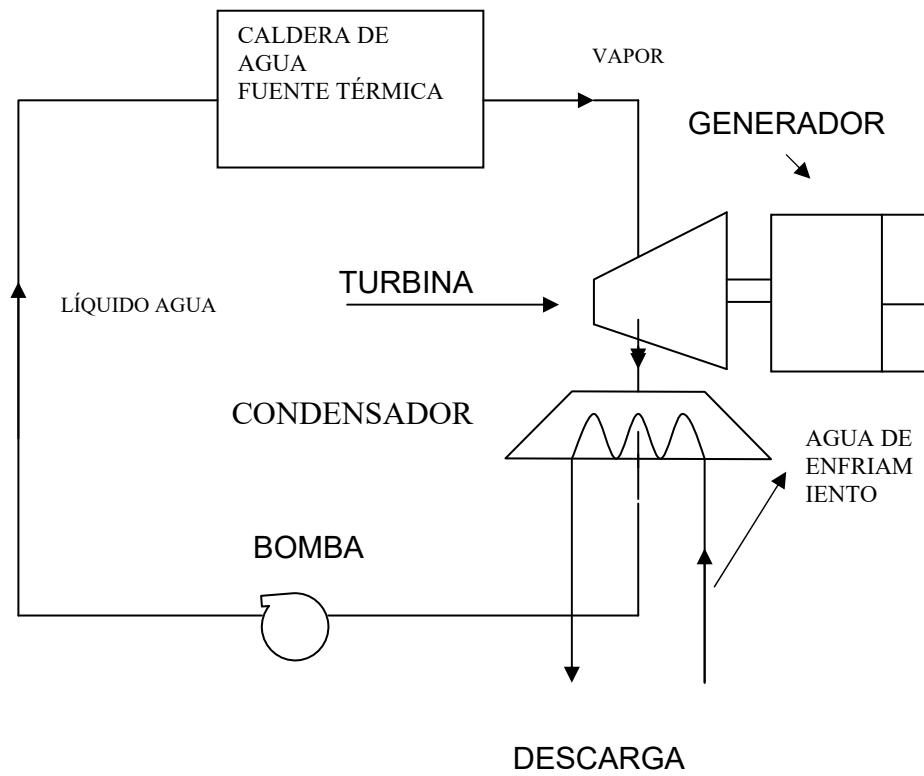 CALDERA DE
AGUA
FUENTE TÉRMICA
VAPOR
GENERADOR
TURBINA
LÍQUIDO AGUA
CONDENSADOR
AGUA DE
ENFRIAM
IENTO
BOMBA
DESCARGA